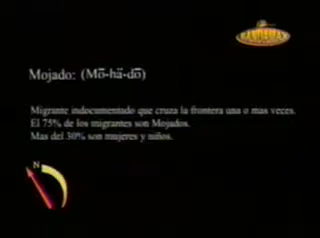 BANDAMAX
Mojado: (Mō-hä-dō)
Migrante indocumentado que cruza la frontera una o mas veces.
El 75% de los migrantes son Mojados.
Mas del 30% son mujeres y niños.
N